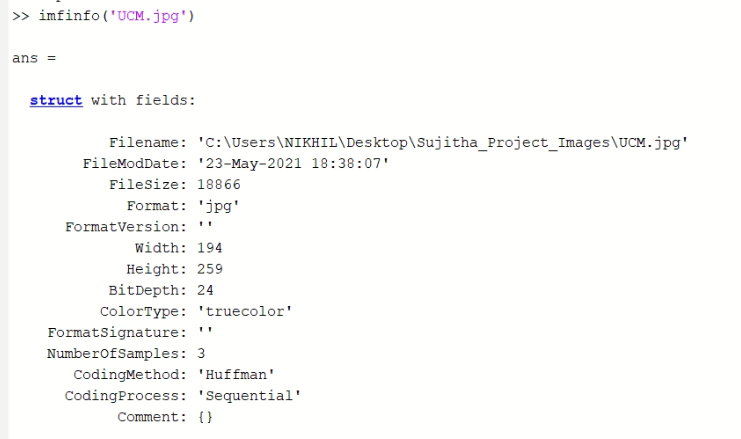 >> imfinfo('UCM.jpg')
ans =
struct with fields:
Filename: 'C:\Users\NIKHIL\Desktop\Sujitha_Project_Images\UCM.jpg'
FileModDate: '23-May-2021 18:38:07'
FileSize: 18866
Format: 'jpg'
FormatVersion: ''
Width: 194
Height: 259
BitDepth: 24
ColorType: 'truecolor'
FormatSignature: ''
NumberOfSamples: 3
CodingMethod: 'Huffman'
CodingProcess: 'Sequential'
Comment: {}